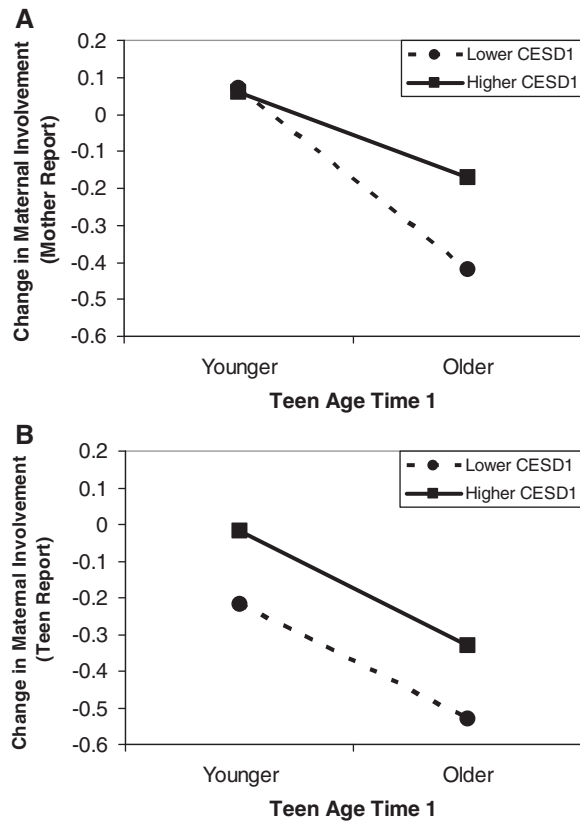 A
0.2
0.1
0
-0.1
-0.2
-0.3
-0.4
-0.5
-0.6
Change in Maternal Involvement
(Mother Report)
Lower CESD1
Higher CESD1
Younger
Older
Teen Age Time 1
B
0.2
0.1
0
-0.1
-0.2
-0.3
-0.4
-0.5
-0.6
Change in Maternal Involvement
(Teen Report)
Lower CESD1
Higher CESD1
Younger
Older
Teen Age Time 1